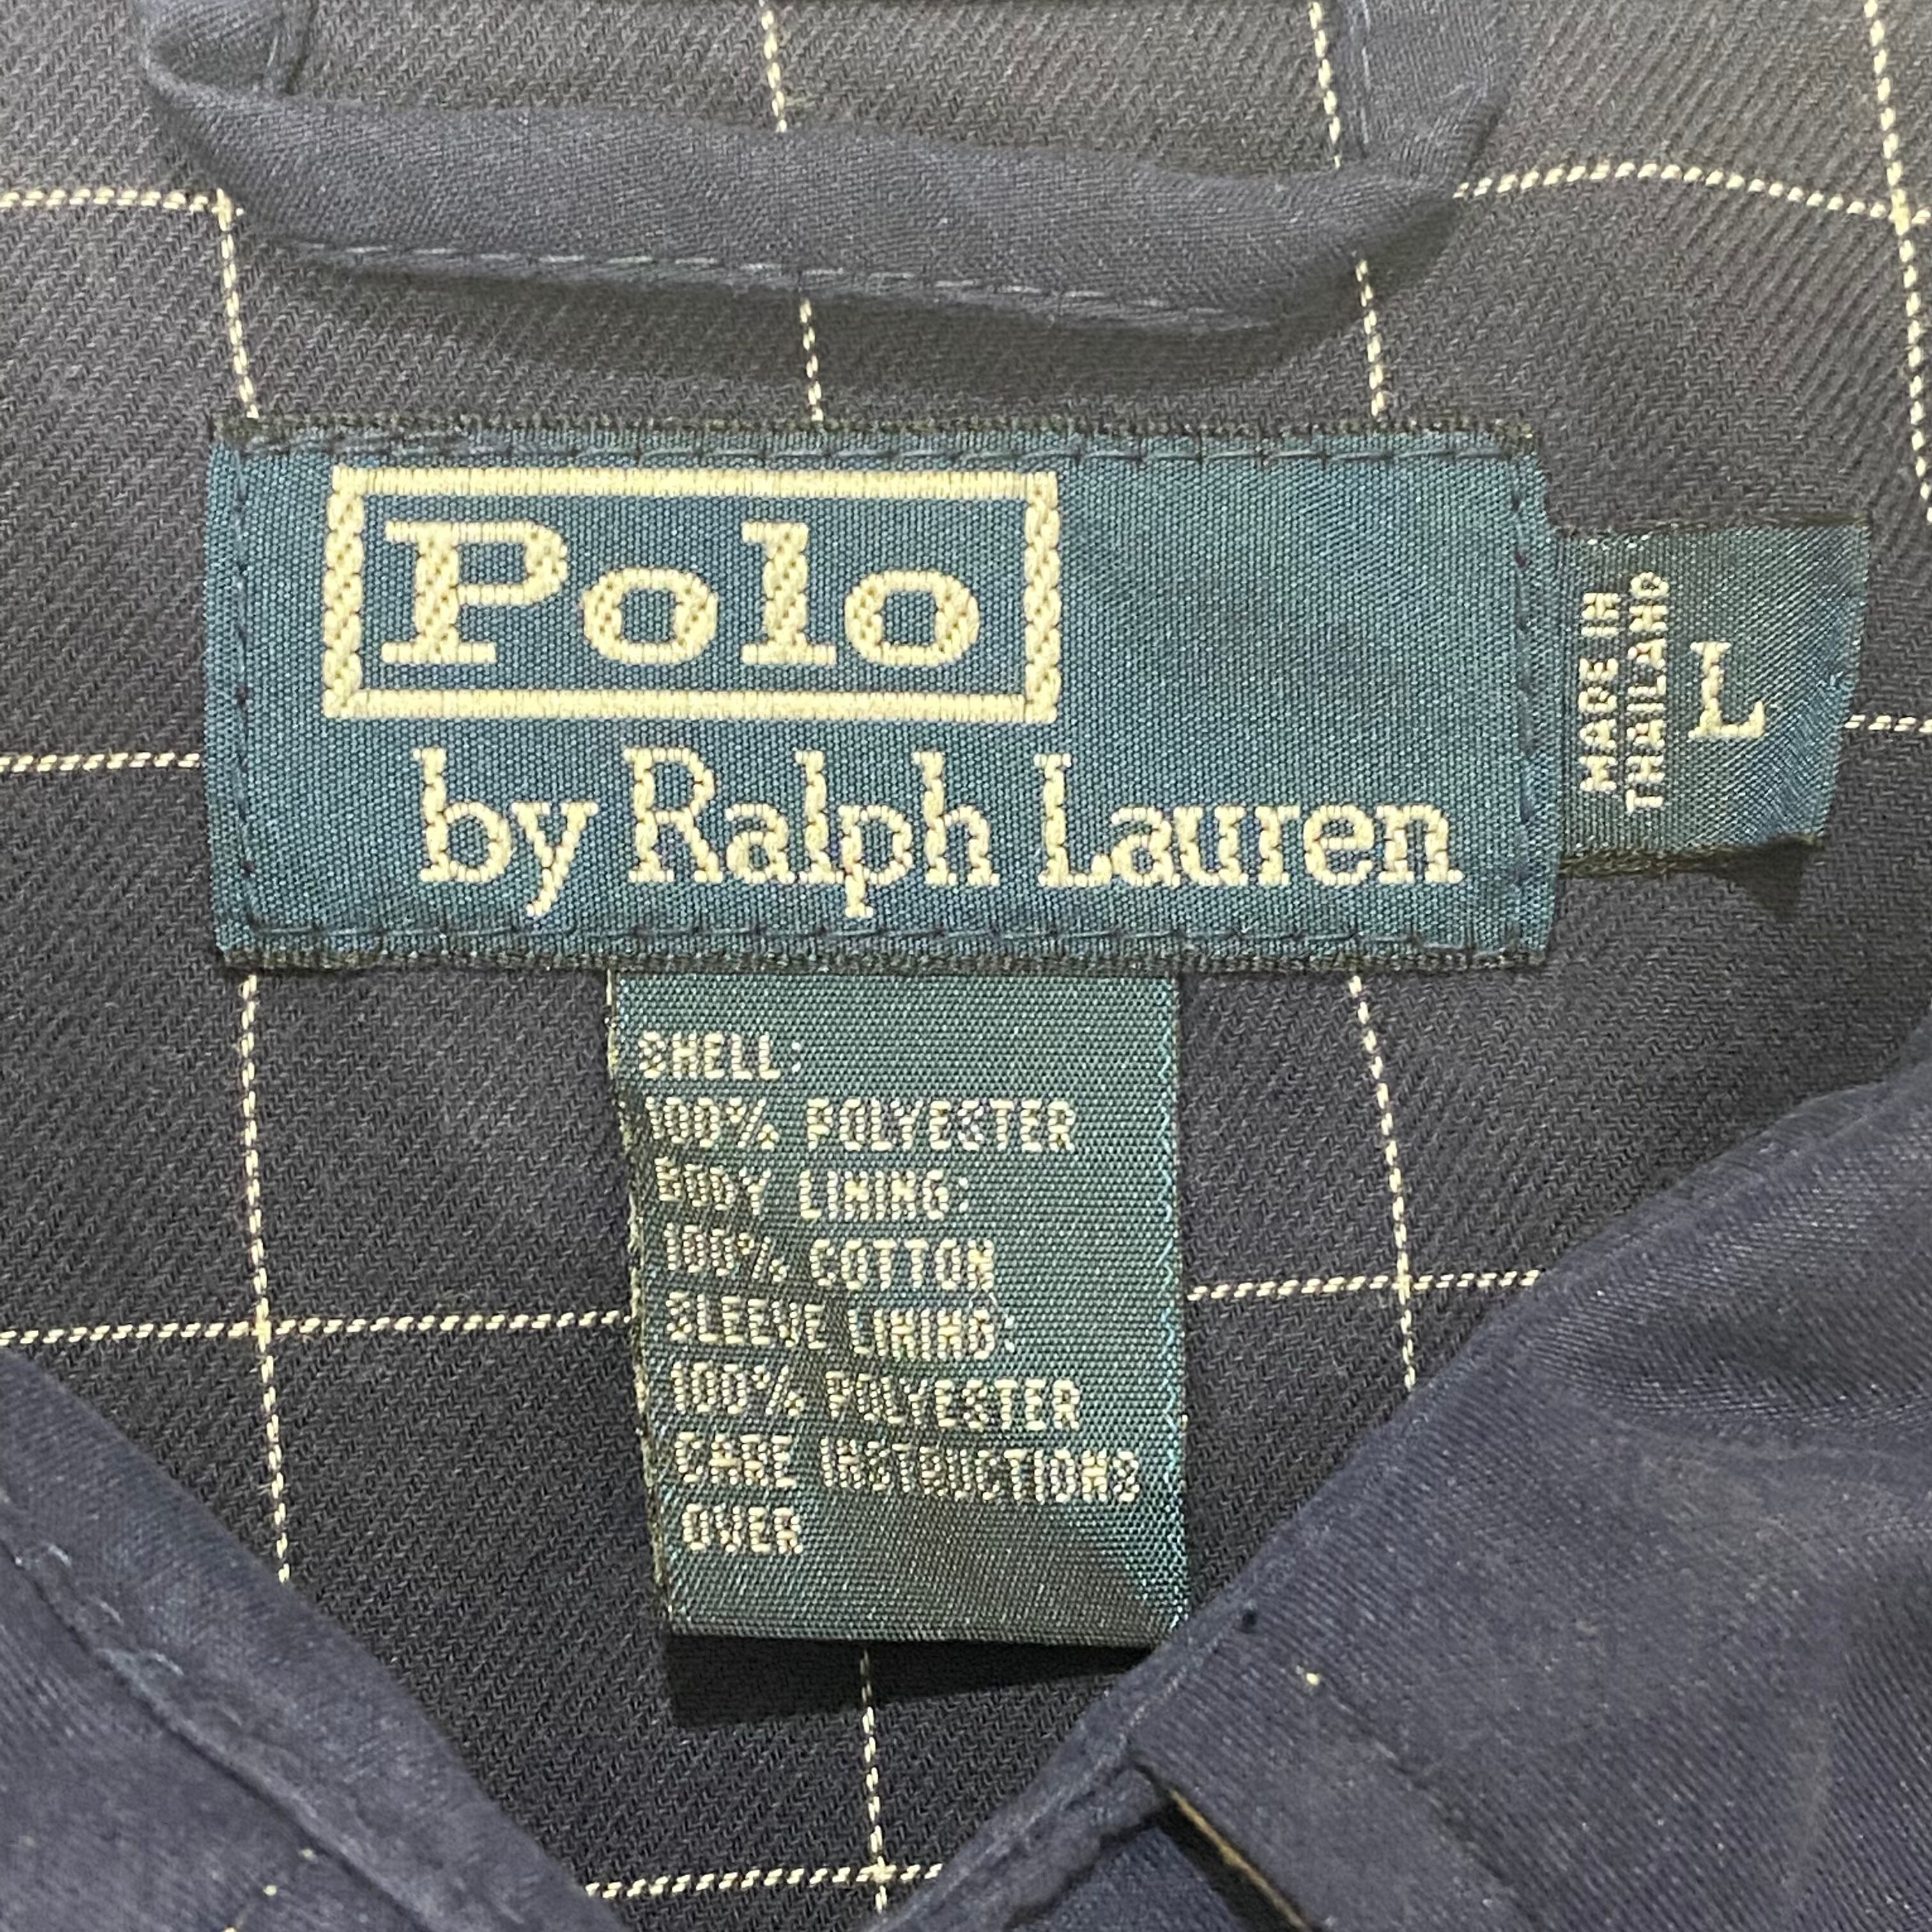 Polo
by Ralph Lauren
MADE IN
THAILAND
L
SHELL:
100% POLYESTER
BODY LINING:
100% COTTON
SLEEVE LINING:
100% POLYESTER
CARE INSTRUCTIONS
OVER